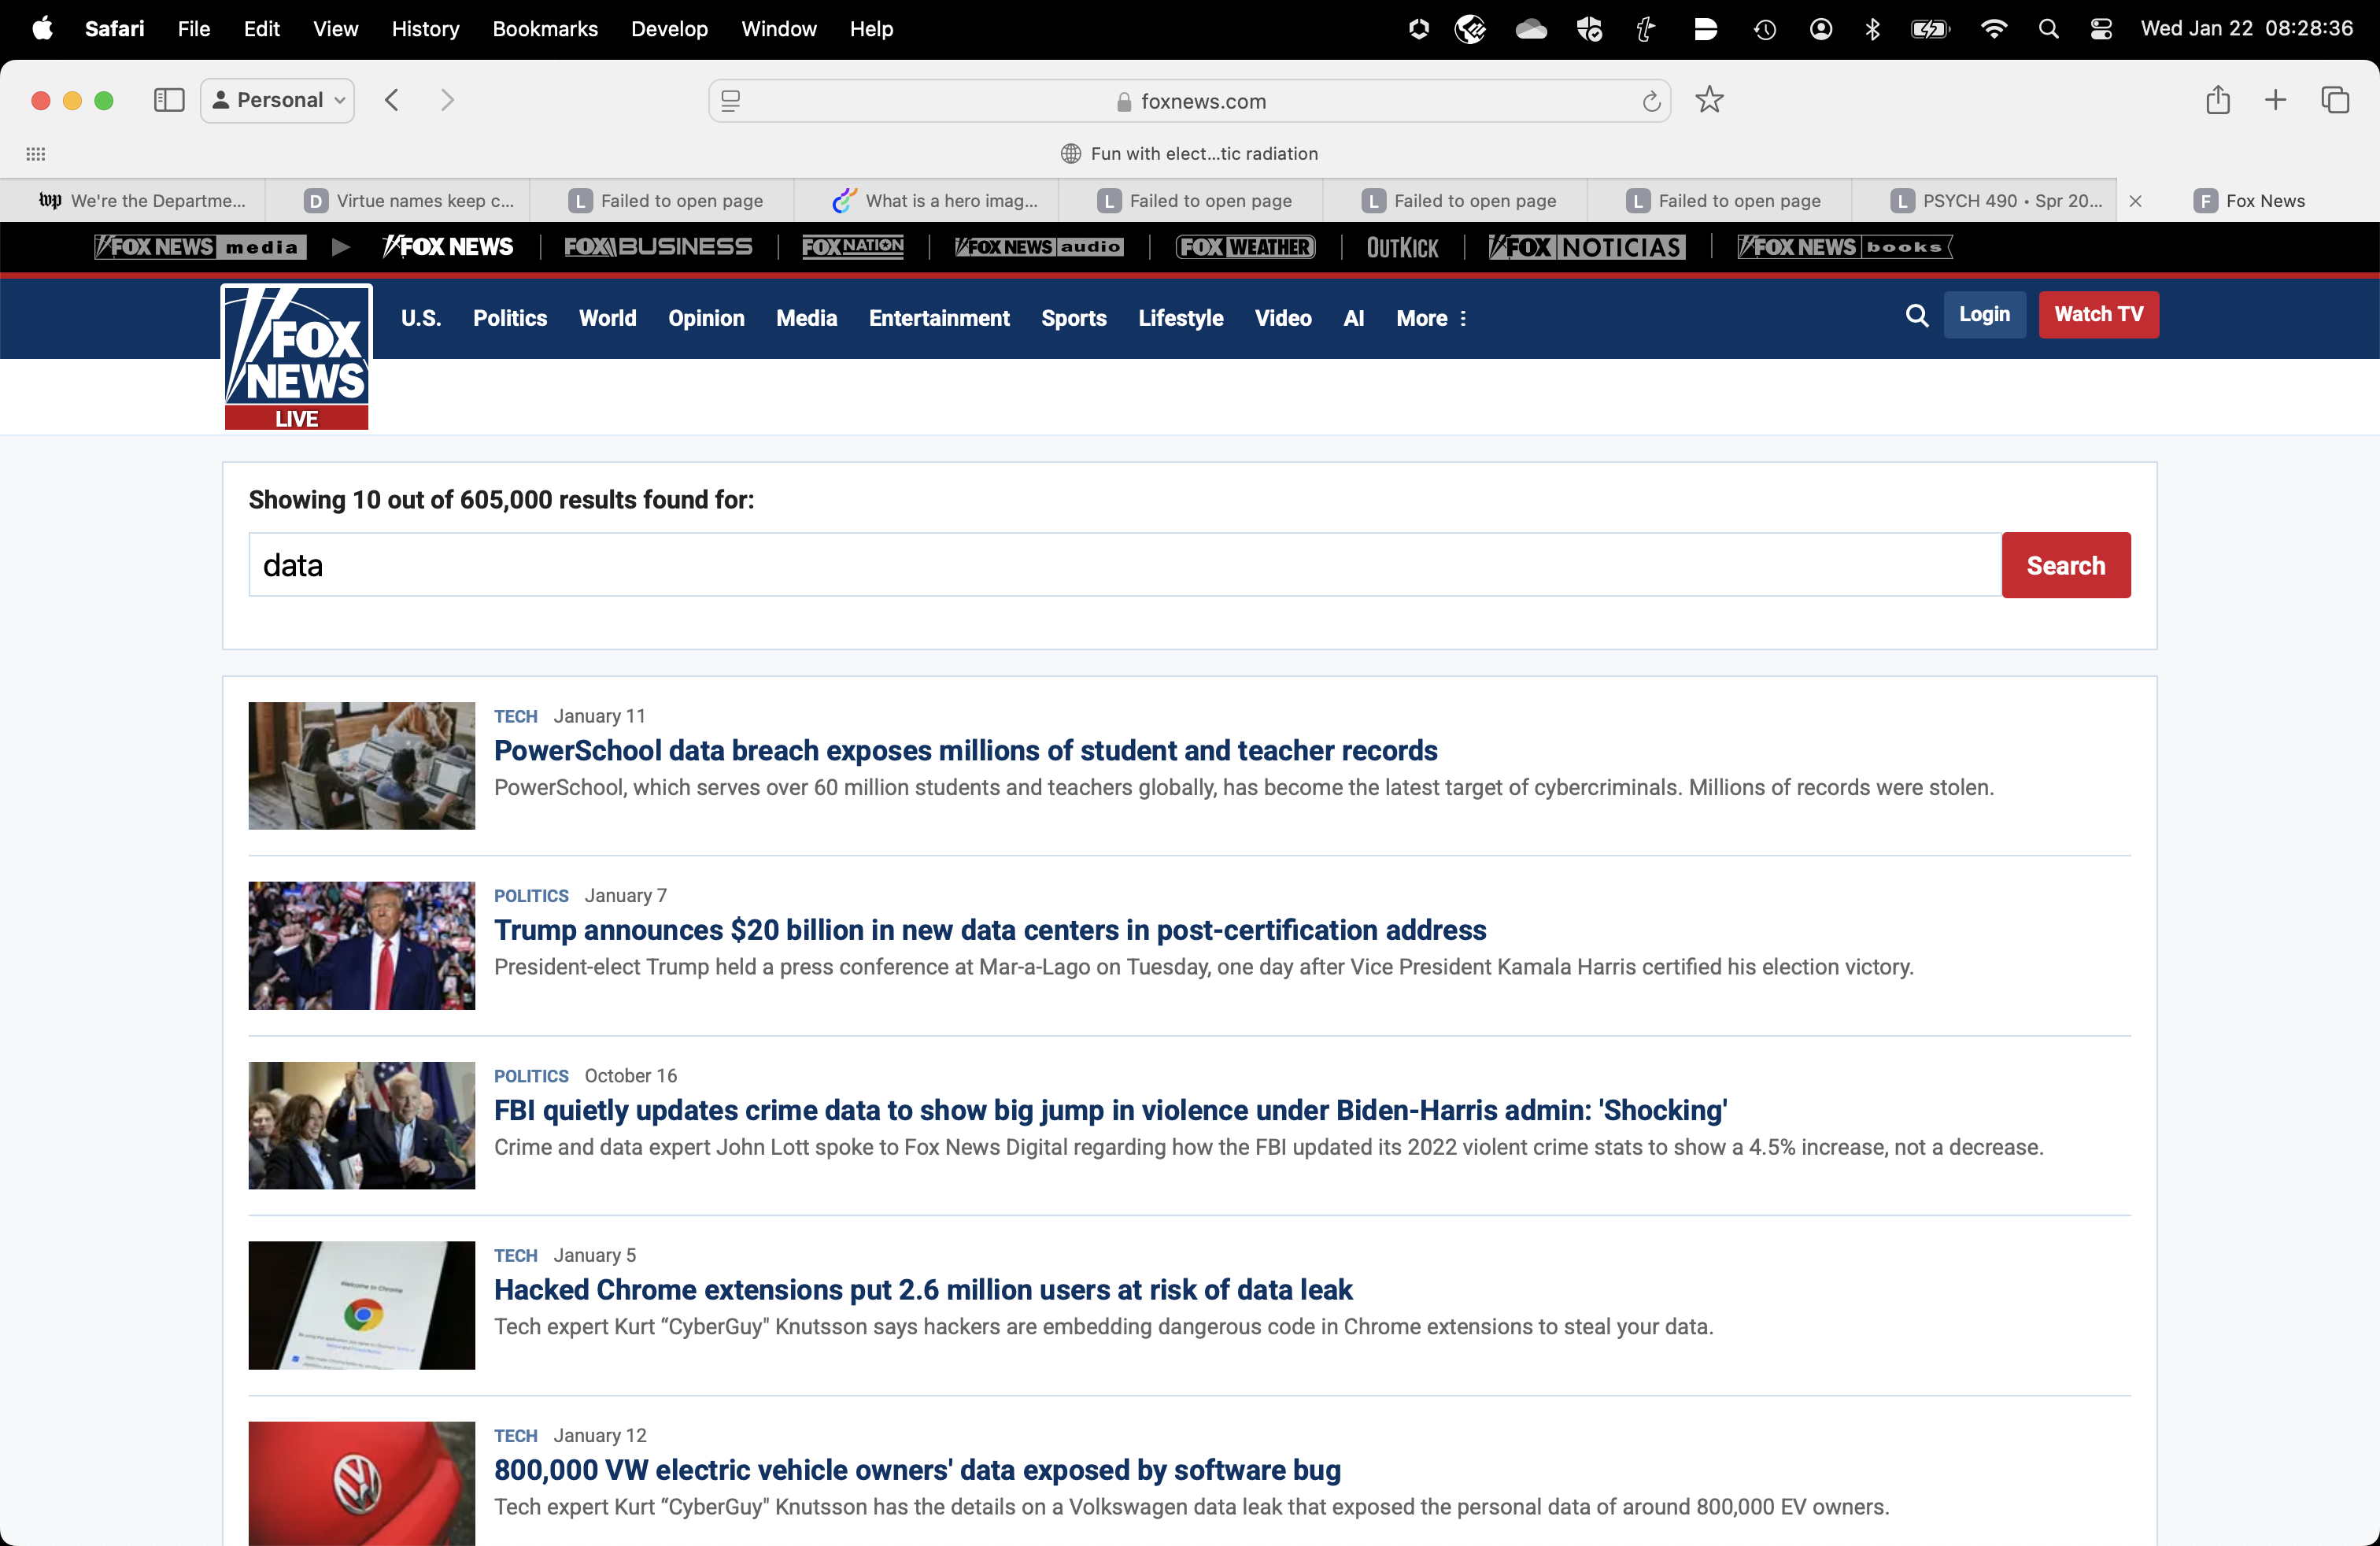 Safari File Edit View History Bookmarks Develop Window Help Wed Jan 22 08:28:36
Personal foxnews.com
Fun with elect...tic radiation
wp We're the Departme... D Virtue names keep c... L Failed to open page What is a hero imag... L Failed to open page L Failed to open page L Failed to open page L PSYCH 490 • Spr 20... F Fox News
FOX NEWS media FOX NEWS FOX BUSINESS FOX NATION FOX NEWS audio FOX WEATHER OUTKICK FOX NOTICIAS FOX NEWS books
FOX NEWS
LIVE
U.S. Politics World Opinion Media Entertainment Sports Lifestyle Video AI More Login Watch TV
Showing 10 out of 605,000 results found for:
data Search
TECH January 11
PowerSchool data breach exposes millions of student and teacher records
PowerSchool, which serves over 60 million students and teachers globally, has become the latest target of cybercriminals. Millions of records were stolen.
POLITICS January 7
Trump announces $20 billion in new data centers in post-certification address
President-elect Trump held a press conference at Mar-a-Lago on Tuesday, one day after Vice President Kamala Harris certified his election victory.
POLITICS October 16
FBI quietly updates crime data to show big jump in violence under Biden-Harris admin: 'Shocking'
Crime and data expert John Lott spoke to Fox News Digital regarding how the FBI updated its 2022 violent crime stats to show a 4.5% increase, not a decrease.
Welcome to Chrome
TECH January 5
Hacked Chrome extensions put 2.6 million users at risk of data leak
Tech expert Kurt “CyberGuy" Knutsson says hackers are embedding dangerous code in Chrome extensions to steal your data.
TECH January 12
800,000 VW electric vehicle owners' data exposed by software bug
Tech expert Kurt “CyberGuy" Knutsson has the details on a Volkswagen data leak that exposed the personal data of around 800,000 EV owners.